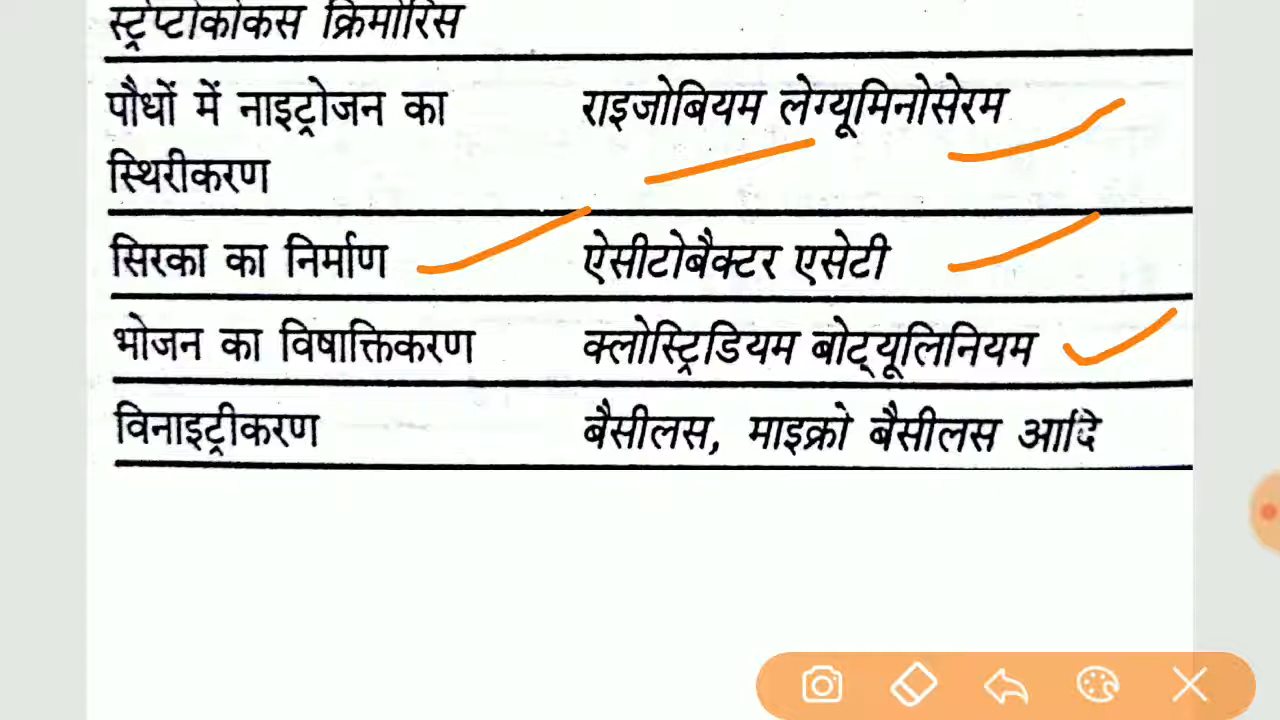 स्ट्रेप्टोकोकस क्रिमोरिस
पौधों में नाइट्रोजन का राइजोबियम लेग्यूमिनोसेरम
स्थिरीकरण
सिरका का निर्माण ऐसीटोबैक्टर एसेटी
भोजन का विषाक्तिकरण क्लोस्ट्रिडियम बोट्यूलिनियम
विनाइट्रीकरण बैसीलस, माइक्रो बैसीलस आदि